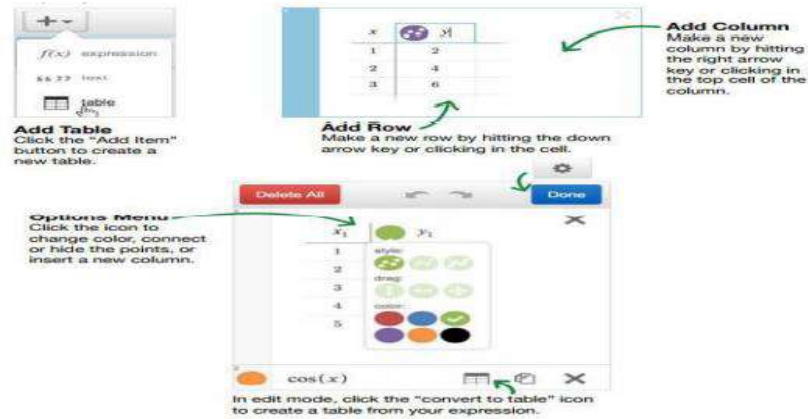 +
f(x) expression
text
table
Add Table
Click the "Add Item"
button to create a
new table.
x y
1 2
2 4
3 6
Add Column
Make a new
column by hitting
the right arrow
key or clicking in
the top cell of the
column.
Add Row
Make a new row by hitting the down
arrow key or clicking in the cell.
Delete All
Done
Options Menu
Click the icon to
change color, connect
or hide the points, or
insert a new column.
x₁ y₁
1
2
3
4
5
style:
drag:
color:
cos(x)
In edit mode, click the "convert to table" icon
to create a table from your expression.